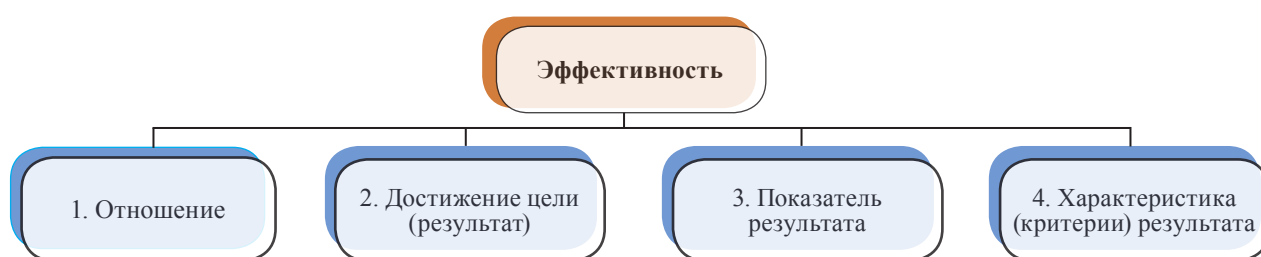 Эффективность
1. Отношение
2. Достижение цели
(результат)
3. Показатель
результата
4. Характеристика
(критерии) результата